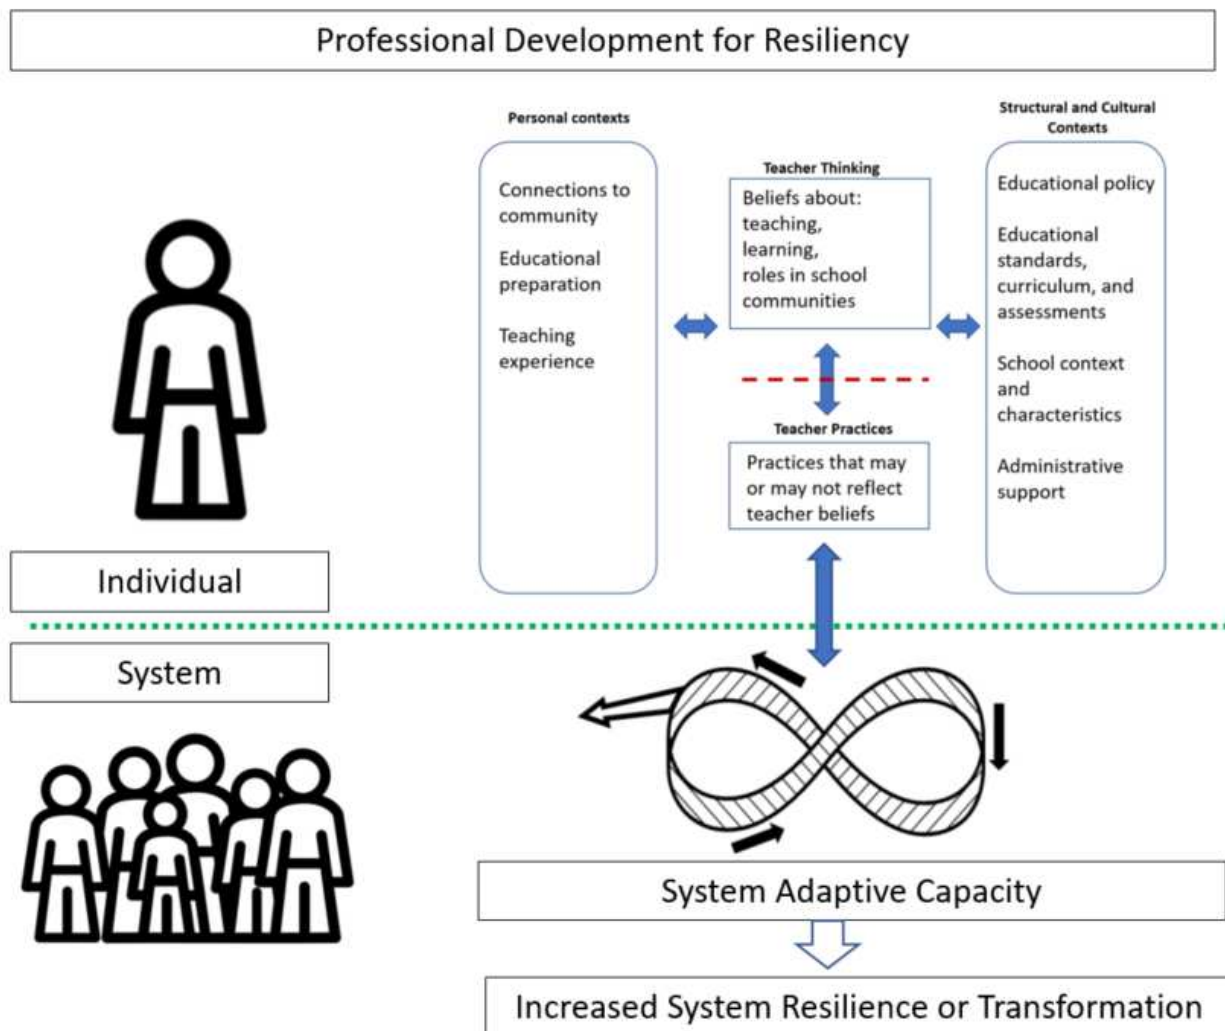 Professional Development for Resiliency
Personal contexts
Connections to
community
Educational
preparation
Teaching
experience
Teacher Thinking
Beliefs about:
teaching,
learning,
roles in school
communities
Teacher Practices
Practices that may
or may not reflect
teacher beliefs
Structural and Cultural
Contexts
Educational policy
Educational
standards,
curriculum, and
assessments
School context
and
characteristics
Administrative
support
Individual
System
System Adaptive Capacity
Increased System Resilience or Transformation